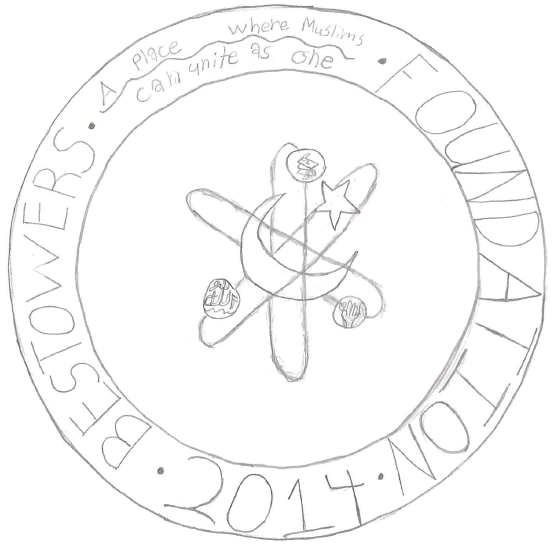 A place where Muslims
can unite as one
FOUNDATION
2014
BESTOWERS